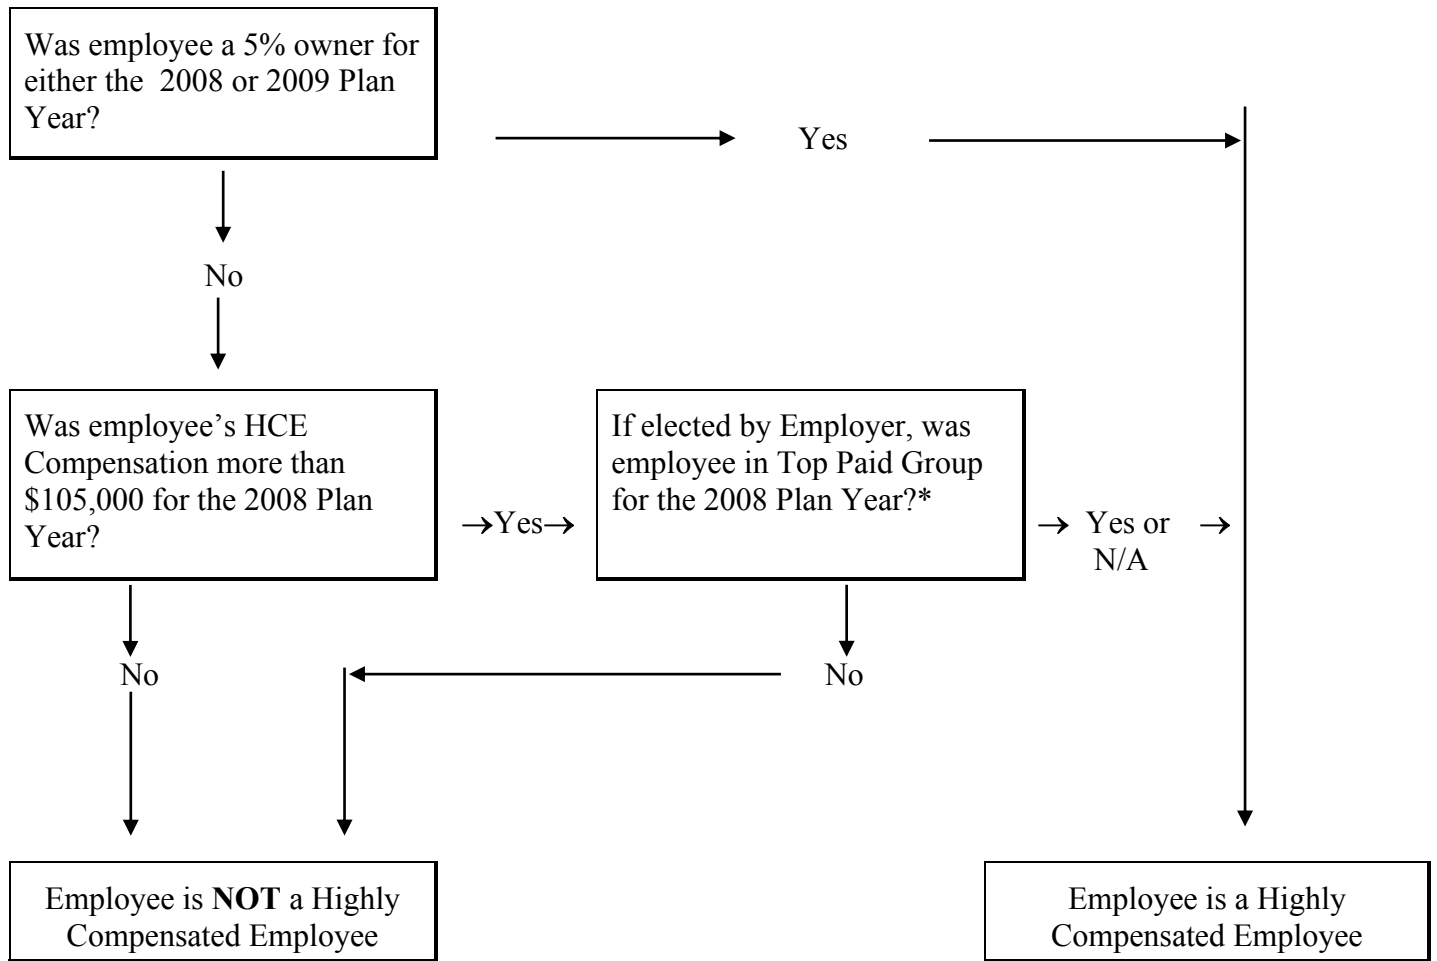 Was employee a 5% owner for
either the  2008 or 2009 Plan
Year?
Yes
No
Was employee’s HCE
Compensation more than
$105,000 for the 2008 Plan
Year?
→Yes→
If elected by Employer, was
employee in Top Paid Group
for the 2008 Plan Year?*
→ Yes or →
N/A
No
No
Employee is NOT a Highly
Compensated Employee
Employee is a Highly
Compensated Employee